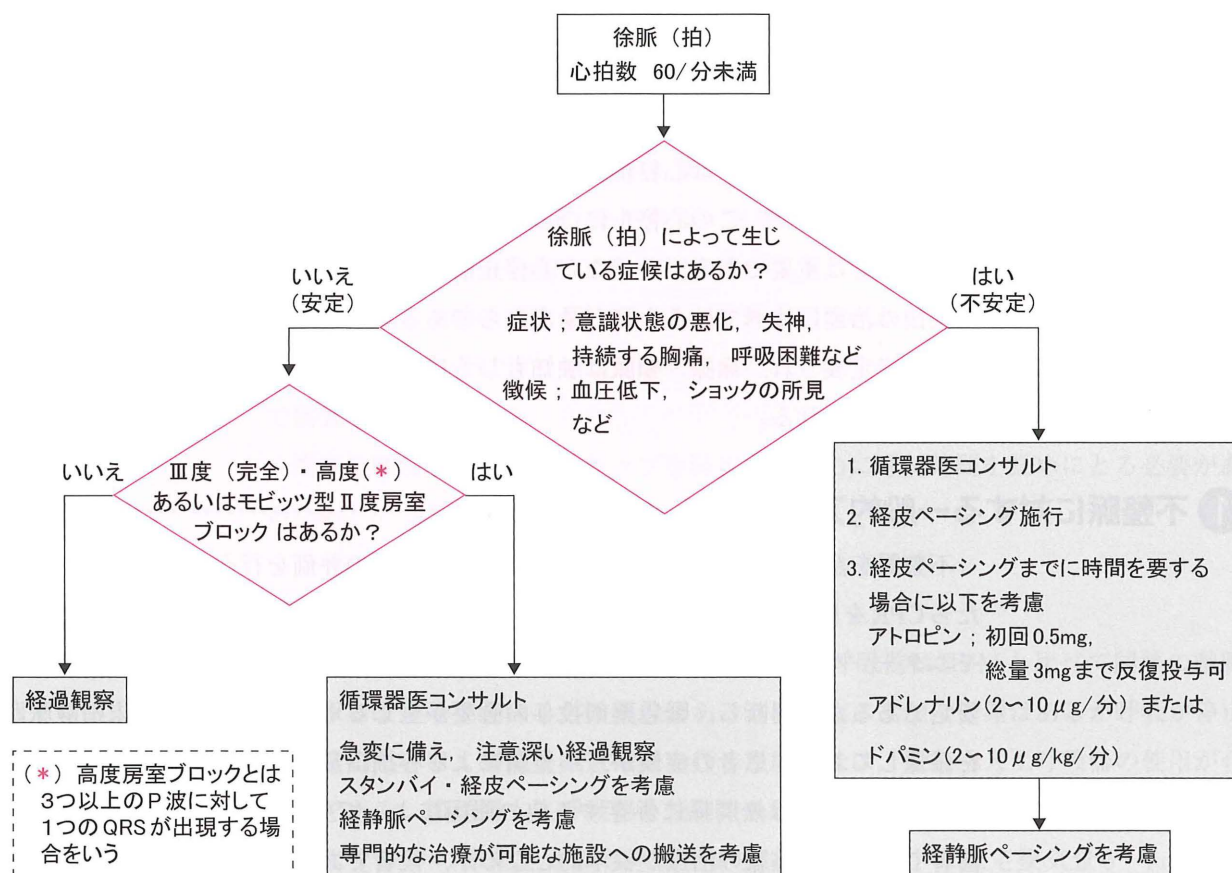 徐脈（拍）
心拍数 60/分未満
徐脈（拍）によって生じ
ている症候はあるか？
症状；意識状態の悪化，失神，
持続する胸痛，呼吸困難など
徴候；血圧低下，ショックの所見
など
いいえ
（安定）
はい
（不安定）
Ⅲ度（完全）・高度(*)
あるいはモビッツ型Ⅱ度房室
ブロックはあるか？
いいえ
はい
経過観察
(*) 高度房室ブロックとは
3つ以上のP波に対して
1つのQRSが出現する場
合をいう
循環器医コンサルト
急変に備え 注意深い経過観察
スタンバイ・経皮ペーシングを考慮
経静脈ペーシングを考慮
専門的な治療が可能な施設への搬送を考慮
1. 循環器医コンサルト
2. 経皮ペーシング施行
3. 経皮ペーシングまでに時間を要する
場合に以下を考慮
アトロピン；初回0.5mg,
総量3mgまで反復投与可
アドレナリン(2〜10μg/分) または
ドパミン(2〜10μg/kg/分)
経静脈ペーシングを考慮